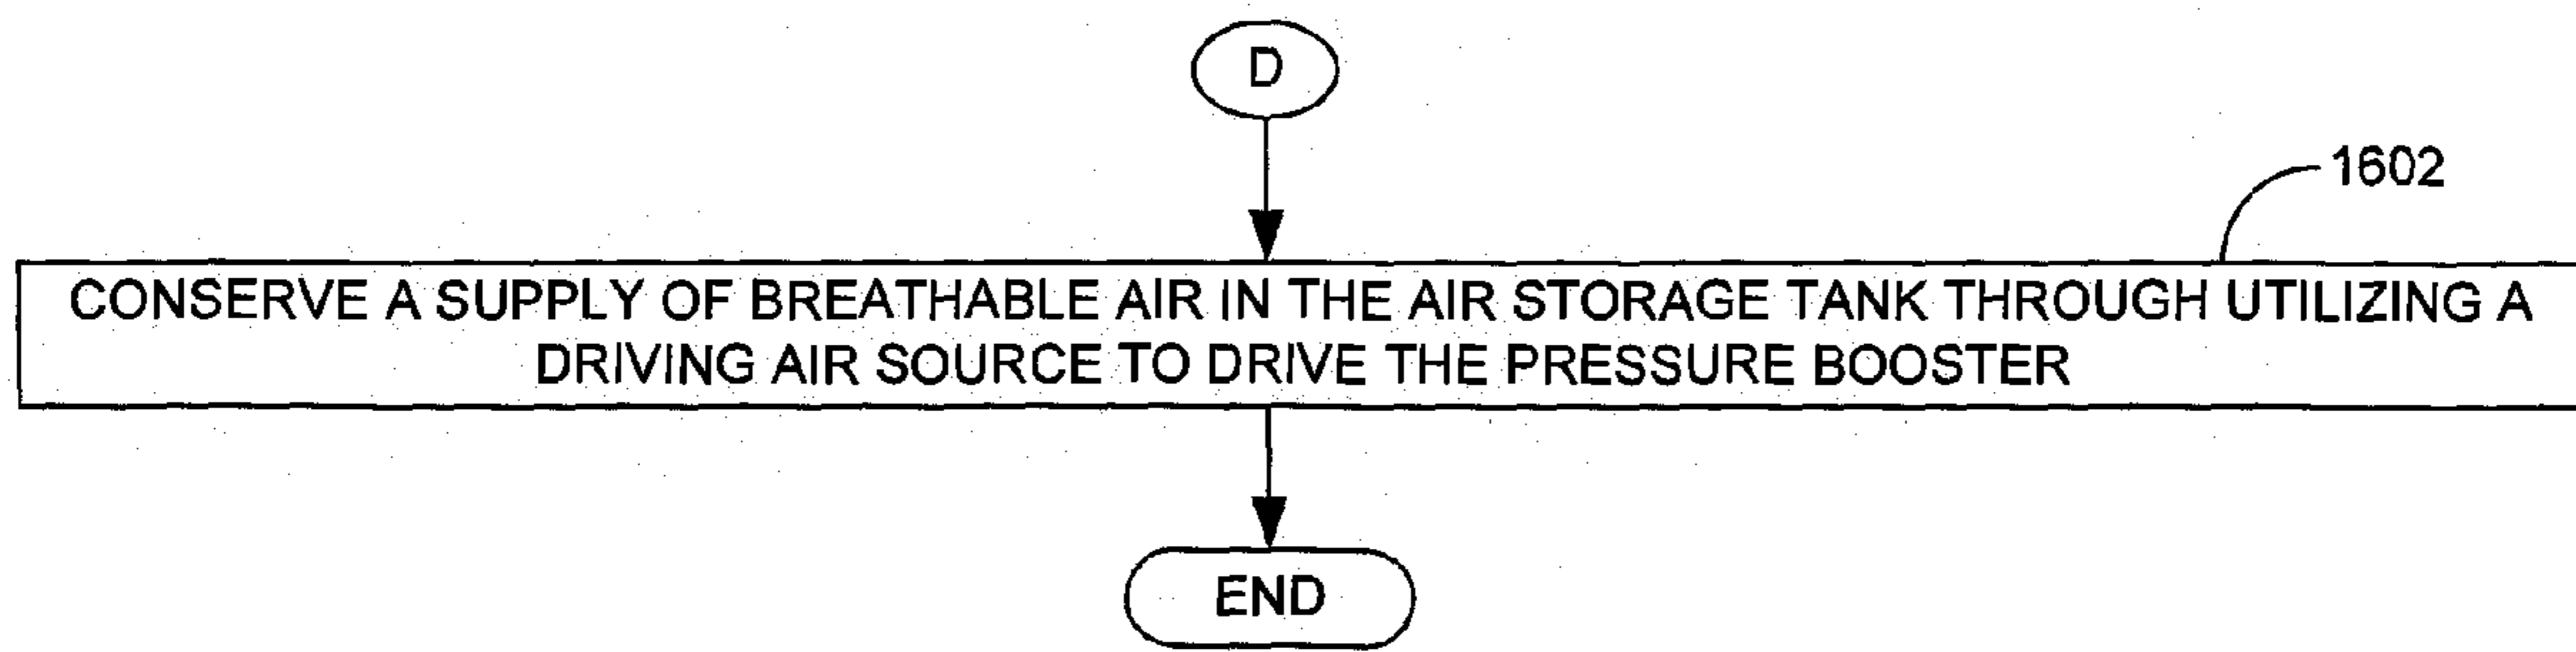 D
1602
CONSERVE A SUPPLY OF BREATHABLE AIR IN THE AIR STORAGE TANK THROUGH UTILIZING A
DRIVING AIR SOURCE TO DRIVE THE PRESSURE BOOSTER
END